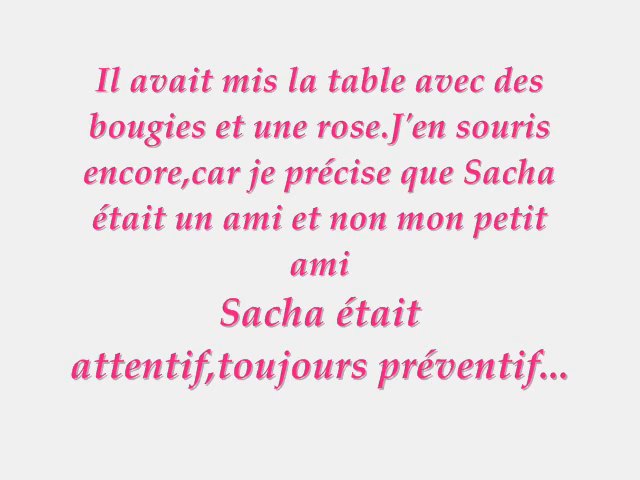 Il avait mis la table avec des
bougies et une rose.J'en souris
encore,car je précise que Sacha
était un ami et non mon petit
ami
Sacha était
attentif,toujours préventif...